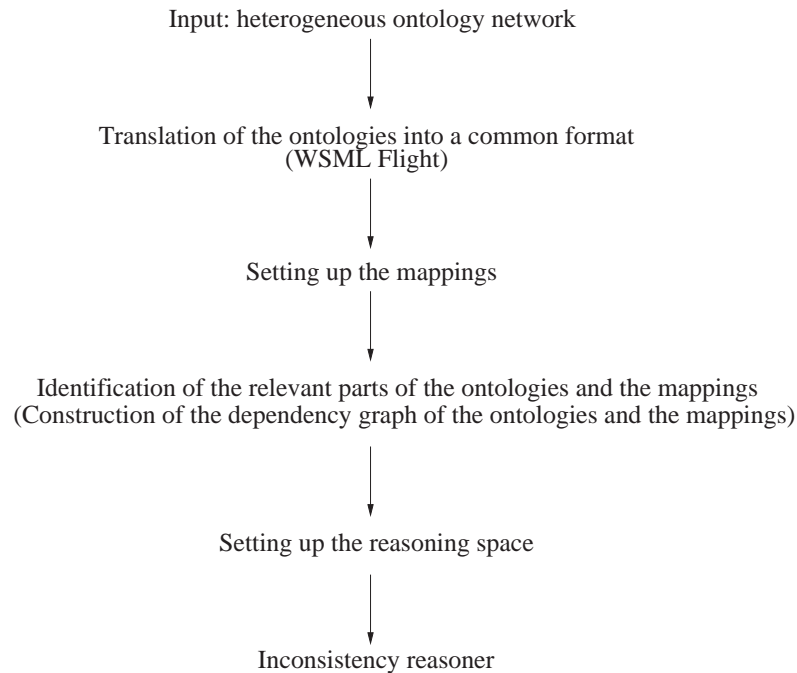 Input: heterogeneous ontology network
Translation of the ontologies into a common format
(WSML Flight)
Setting up the mappings
Identification of the relevant parts of the ontologies and the mappings
(Construction of the dependency graph of the ontologies and the mappings)
Setting up the reasoning space
Inconsistency reasoner